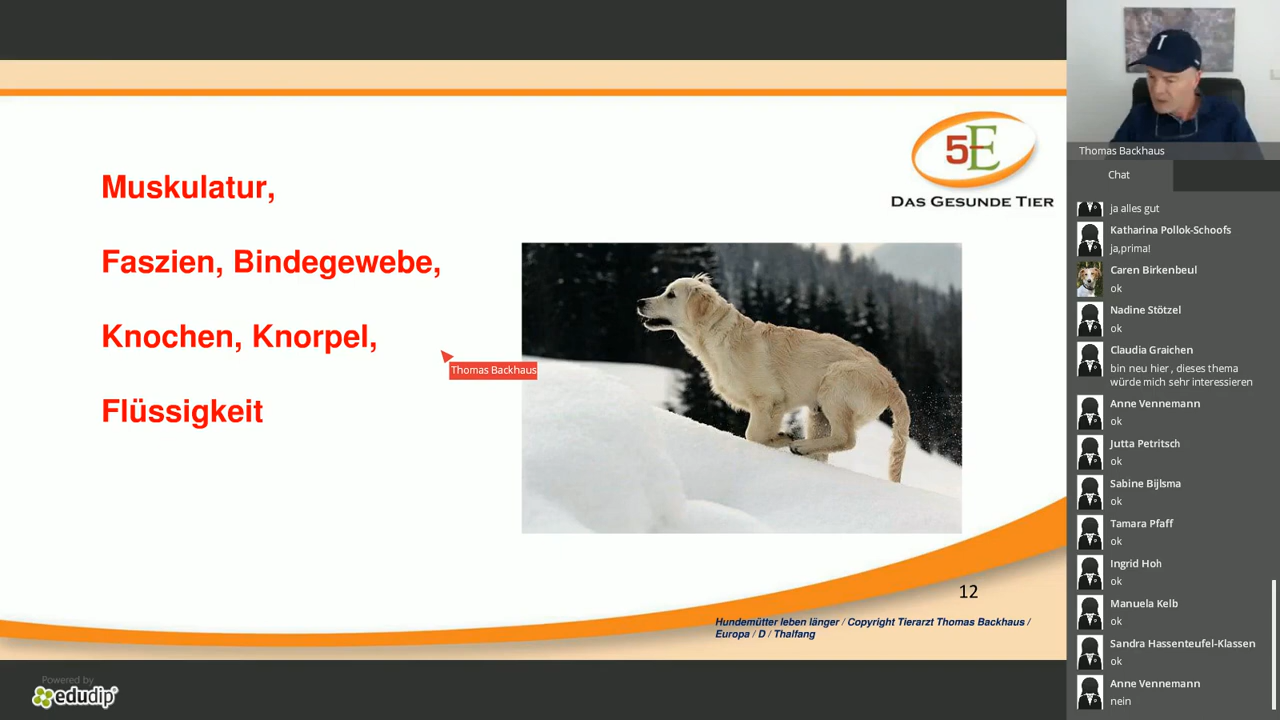 Muskulatur,
Faszien, Bindegewebe,
Knochen, Knorpel,
Flüssigkeit
5E
DAS GESUNDE TIER
Thomas Backhaus
12
Hundemütter leben länger / Copyright Tierarzt Thomas Backhaus /
Europa / D / Thalfang
Powered by
edudip
T
Thomas Backhaus
Chat
ja alles gut
Katharina Pollok-Schoofs
ja,prima!
Caren Birkenbeul
ok
Nadine Stötzel
ok
Claudia Graichen
bin neu hier , dieses thema
würde mich sehr interessieren
Anne Vennemann
ok
Jutta Petritsch
ok
Sabine Bijlsma
ok
Tamara Pfaff
ok
Ingrid Hoh
ok
Manuela Kelb
ok
Sandra Hassenteufel-Klassen
ok
Anne Vennemann
nein